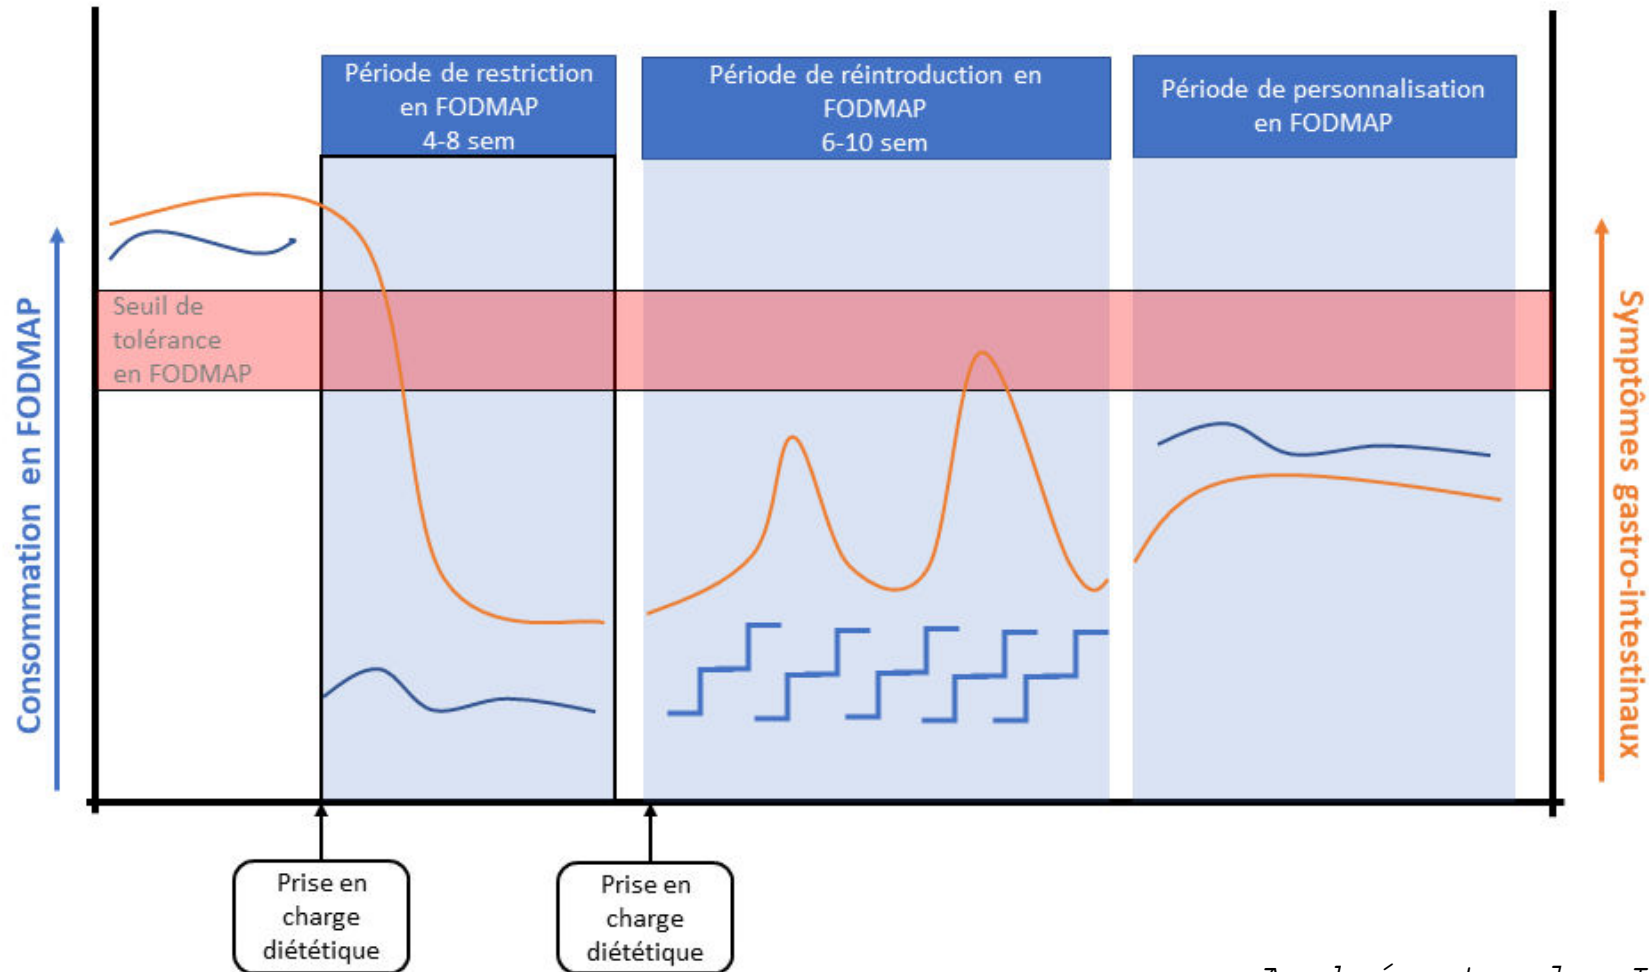 Période de restriction
en FODMAP
4-8 sem
Période de réintroduction en
FODMAP
6-10 sem
Période de personnalisation
en FODMAP
Seuil de
tolérance
en FODMAP
Consommation en FODMAP
Symptômes gastro-intestinaux
Prise en
charge
diététique
Prise en
charge
diététique